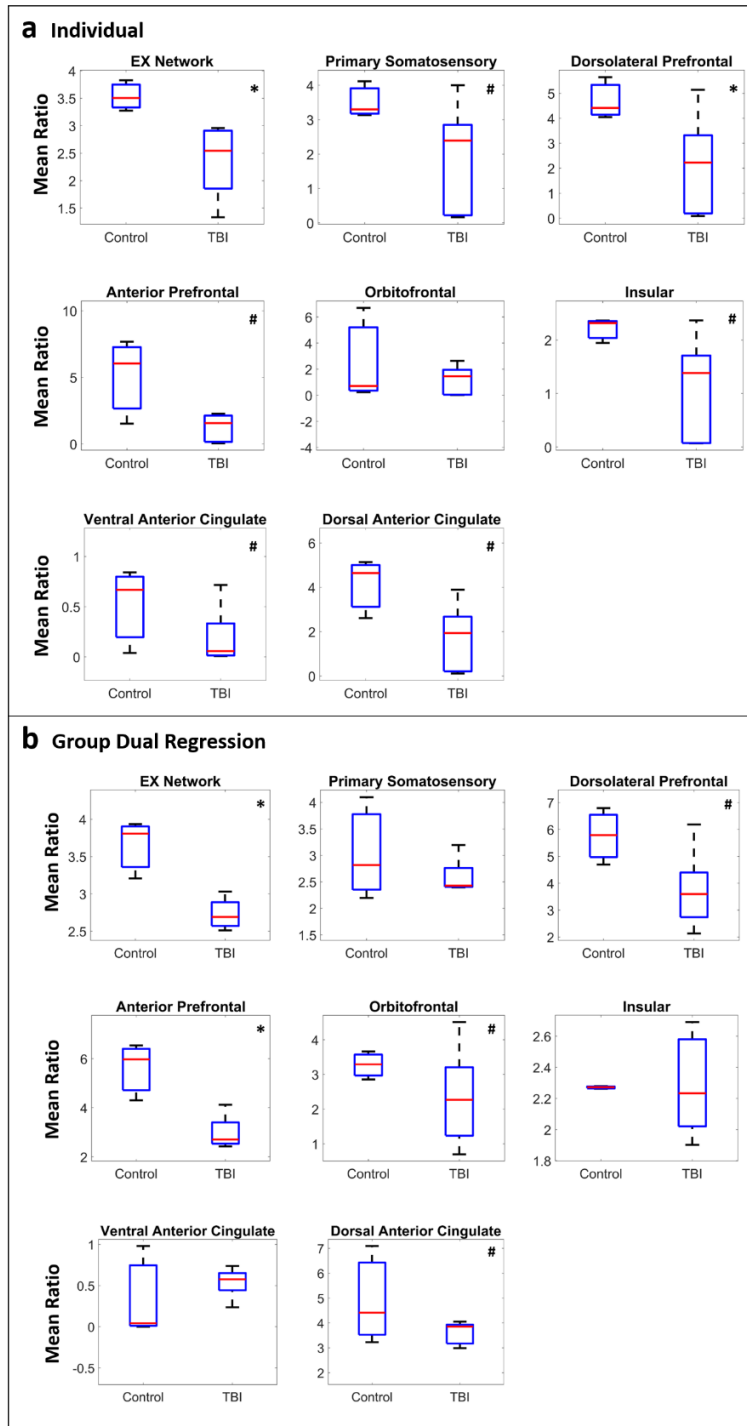 a Individual
EX Network
Primary Somatosensory
Dorsolateral Prefrontal
Mean Ratio
4
3.5
3
2.5
2
1.5
*
Control
TBI
4
3
2
1
0
#
Control
TBI
5
4
3
2
1
0
*
Control
TBI
Anterior Prefrontal
Orbitofrontal
Insular
Mean Ratio
10
5
0
#
Control
TBI
6
4
2
0
-2
-4
Control
TBI
2
1
0
#
Control
TBI
Ventral Anterior Cingulate
Dorsal Anterior Cingulate
Mean Ratio
1
0.5
0
#
Control
TBI
6
4
2
0
#
Control
TBI
b Group Dual Regression
EX Network
Primary Somatosensory
Dorsolateral Prefrontal
Mean Ratio
4
3.5
3
2.5
*
Control
TBI
4
3.5
3
2.5
2
1.5
Control
TBI
7
6
5
4
3
2
#
Control
TBI
Anterior Prefrontal
Orbitofrontal
Insular
Mean Ratio
6
4
2
*
Control
TBI
4
3
2
1
#
Control
TBI
2.6
2.4
2.2
2
1.8
Control
TBI
Ventral Anterior Cingulate
Dorsal Anterior Cingulate
Mean Ratio
1
0.5
0
-0.5
Control
TBI
7
6
5
4
3
2
#
Control
TBI